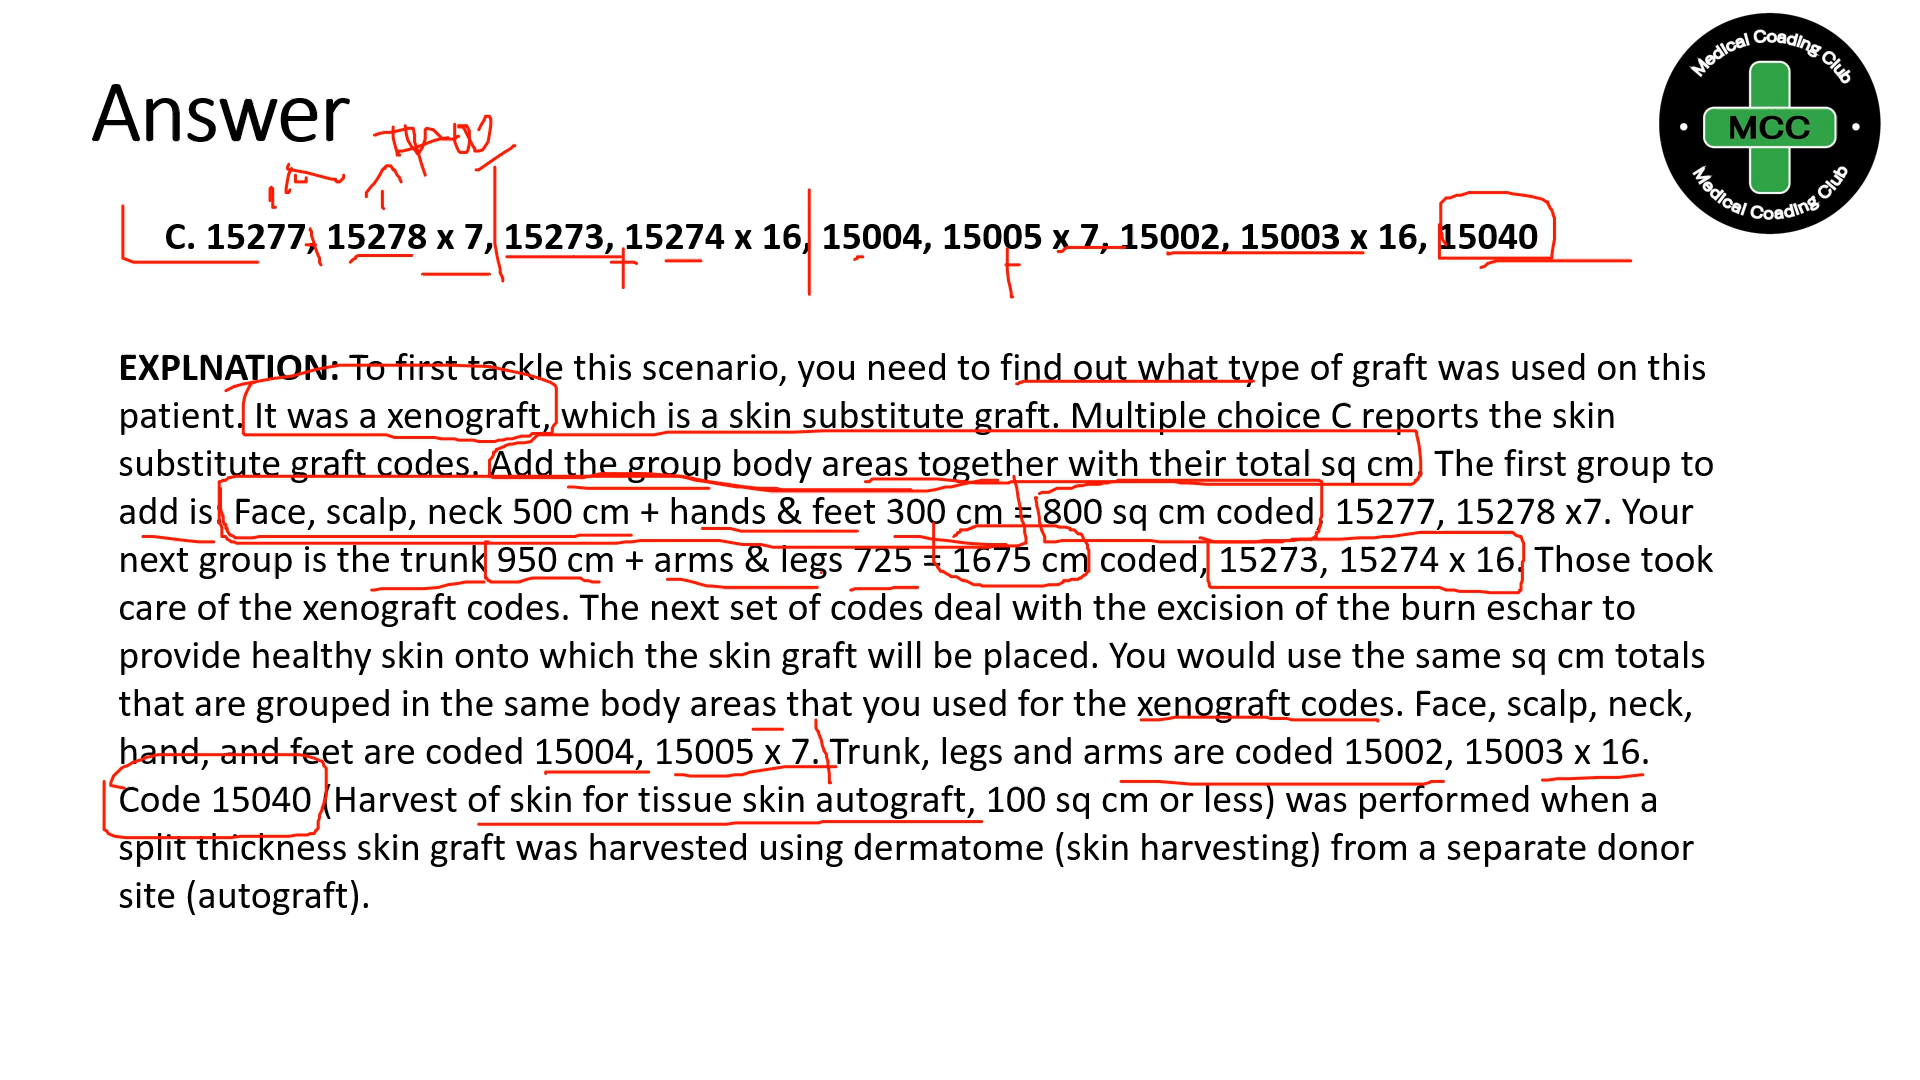 Medical Coading Club
MCC
Medical Coading Club
Answer
C. 15277, 15278 x 7, 15273, 15274 x 16, 15004, 15005 x 7, 15002, 15003 x 16, 15040
EXPLNATION: To first tackle this scenario, you need to find out what type of graft was used on this
patient. It was a xenograft, which is a skin substitute graft. Multiple choice C reports the skin
substitute graft codes. Add the group body areas together with their total sq cm. The first group to
add is Face, scalp, neck 500 cm + hands & feet 300 cm = 800 sq cm coded, 15277, 15278 x7. Your
next group is the trunk 950 cm + arms & legs 725 = 1675 cm coded, 15273, 15274 x 16. Those took
care of the xenograft codes. The next set of codes deal with the excision of the burn eschar to
provide healthy skin onto which the skin graft will be placed. You would use the same sq cm totals
that are grouped in the same body areas that you used for the xenograft codes. Face, scalp, neck,
hand, and feet are coded 15004, 15005 x 7. Trunk, legs and arms are coded 15002, 15003 x 16.
Code 15040 (Harvest of skin for tissue skin autograft, 100 sq cm or less) was performed when a
split thickness skin graft was harvested using dermatome (skin harvesting) from a separate donor
site (autograft).